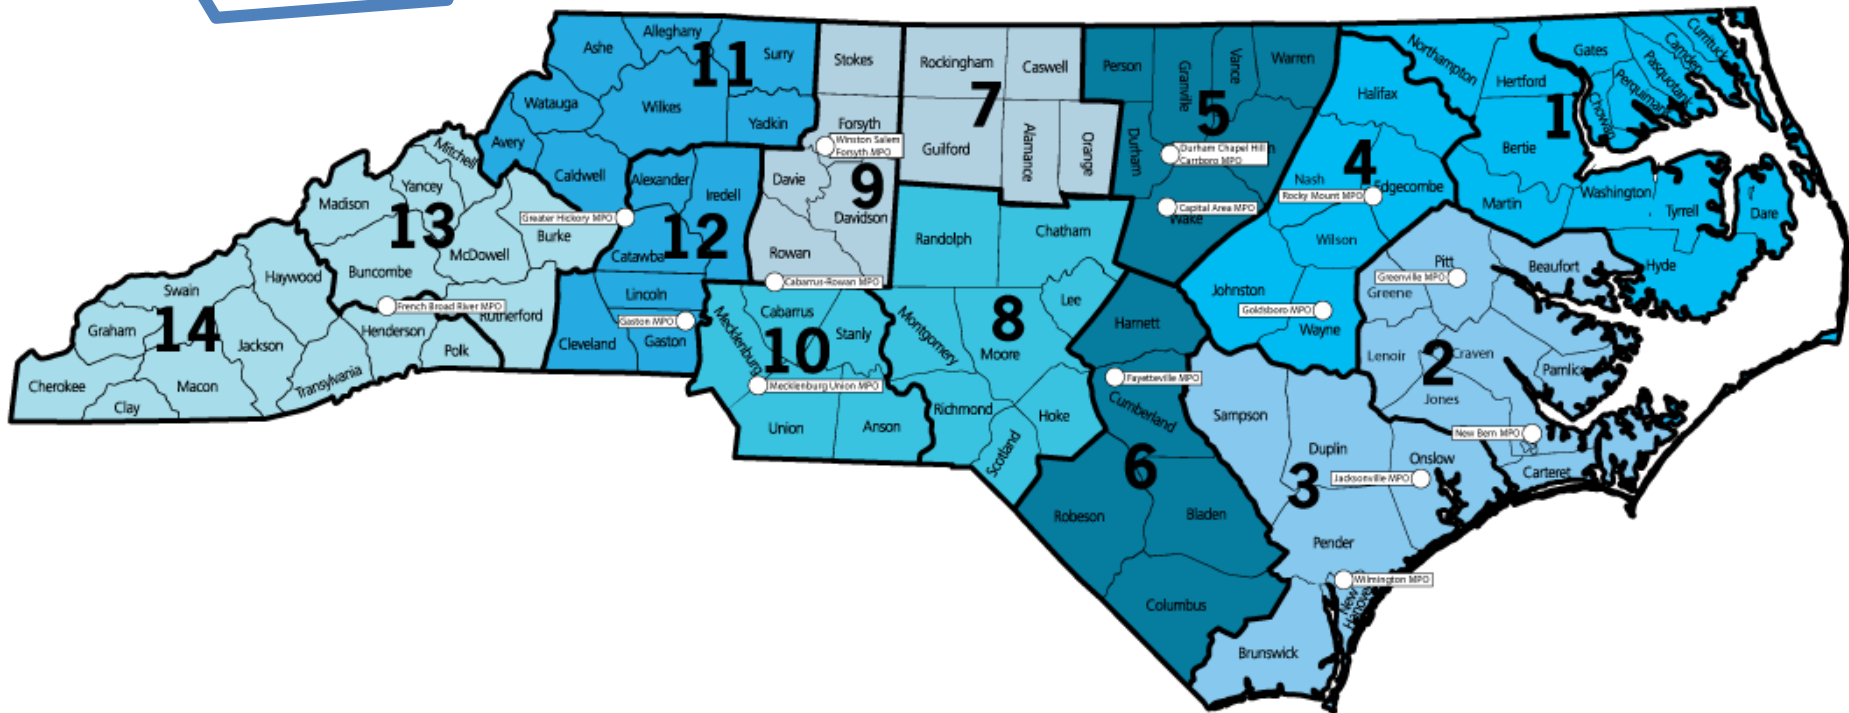 Ashe
Alleghany
Surry
11
Watauga
Wilkes
Yadkin
Avery
Caldwell
Stokes
Forsyth
Winston Salem
Forsyth MPO
Davie
9
Davidson
Rowan
Cabarrus-Rowan MPO
Rockingham
Caswell
7
Guilford
Alamance
Orange
Person
Granville
Vance
Warren
5
Durham
Durham Chapel Hill
Carrboro MPO
Capital Area MPO
Wake
Northampton
Halifax
Hertford
Gates
Currituck
Camden
Pasquotank
Perquimans
Chowan
1
Bertie
Martin
Washington
Tyrrell
Dare
Hyde
4
Nash
Edgecombe
Rocky Mount MPO
Wilson
Johnston
Goldsboro MPO
Wayne
Mitchell
Yancey
Madison
13
McDowell
Burke
Buncombe
Greater Hickory MPO
French Broad River MPO
Rutherford
Alexander
Iredell
12
Catawba
Lincoln
Gaston MPO
Cleveland
Gaston
Haywood
Swain
Graham
14
Jackson
Henderson
Polk
Transylvania
Cherokee
Macon
Clay
Mecklenburg
Cabarrus
Stanly
10
Mecklenburg Union MPO
Union
Anson
Randolph
Chatham
Lee
Montgomery
8
Moore
Richmond
Hoke
Scotland
Harnett
Fayetteville MPO
Cumberland
6
Robeson
Bladen
Columbus
Pitt
Greenville MPO
Greene
Beaufort
Lenoir
Craven
2
Pamlico
Jones
New Bern MPO
Carteret
Sampson
Duplin
Onslow
3
Jacksonville MPO
Pender
Wilmington MPO
New
Hanover
Brunswick